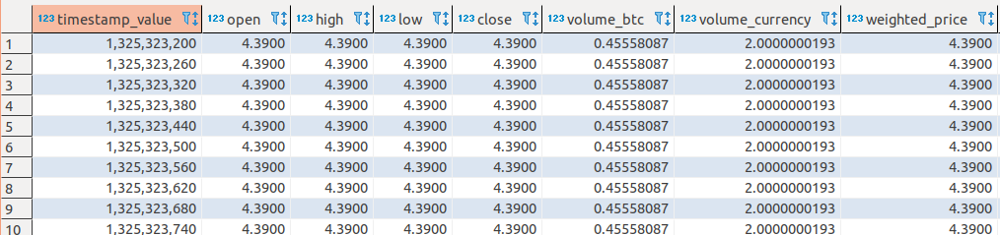 123 timestamp_value 123 open 123 high 123 low 123 close 123 volume_btc 123 volume_currency 123 weighted_price
1 1,325,323,200 4.3900 4.3900 4.3900 4.3900 0.45558087 2.0000000193 4.3900
2 1,325,323,260 4.3900 4.3900 4.3900 4.3900 0.45558087 2.0000000193 4.3900
3 1,325,323,320 4.3900 4.3900 4.3900 4.3900 0.45558087 2.0000000193 4.3900
4 1,325,323,380 4.3900 4.3900 4.3900 4.3900 0.45558087 2.0000000193 4.3900
5 1,325,323,440 4.3900 4.3900 4.3900 4.3900 0.45558087 2.0000000193 4.3900
6 1,325,323,500 4.3900 4.3900 4.3900 4.3900 0.45558087 2.0000000193 4.3900
7 1,325,323,560 4.3900 4.3900 4.3900 4.3900 0.45558087 2.0000000193 4.3900
8 1,325,323,620 4.3900 4.3900 4.3900 4.3900 0.45558087 2.0000000193 4.3900
9 1,325,323,680 4.3900 4.3900 4.3900 4.3900 0.45558087 2.0000000193 4.3900
10 1,325,323,740 4.3900 4.3900 4.3900 4.3900 0.45558087 2.0000000193 4.3900